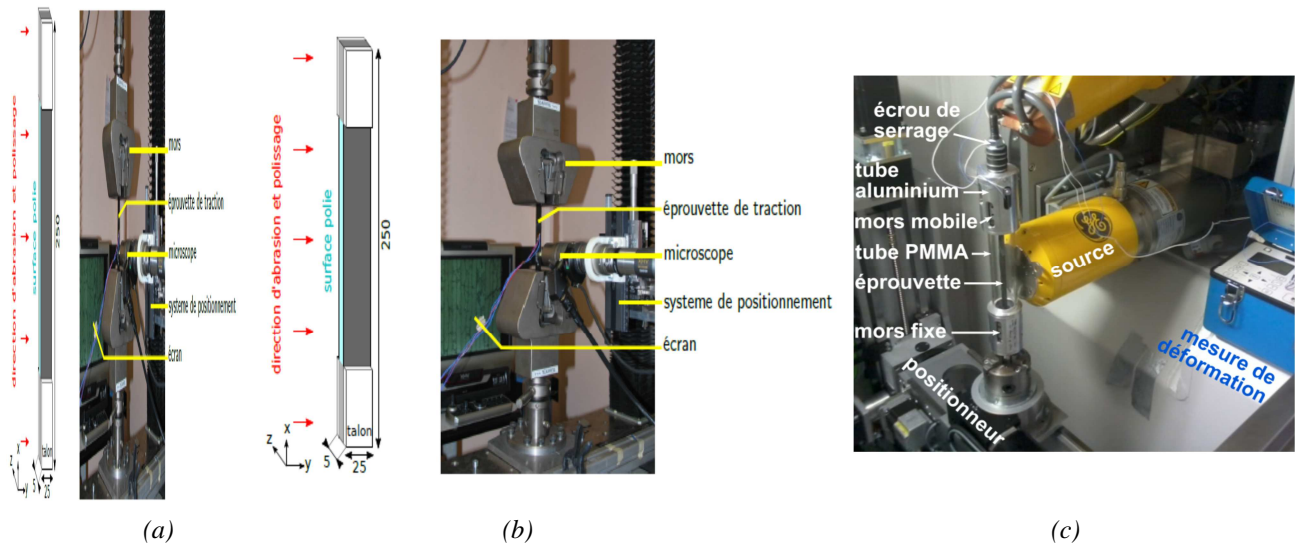 direction d'abrasion et polissage
surface polie
250
talon
x
z
y
5
25
mors
éprouvette de traction
microscope
systeme de positionnement
écran
(a)
direction d'abrasion et polissage
surface polie
250
talon
x
z
y
5
25
mors
éprouvette de traction
microscope
systeme de positionnement
écran
(b)
écrou de
serrage
tube
aluminium
mors mobile
tube PMMA
éprouvette
mors fixe
source
positionneur
mesure de
déformation
(c)